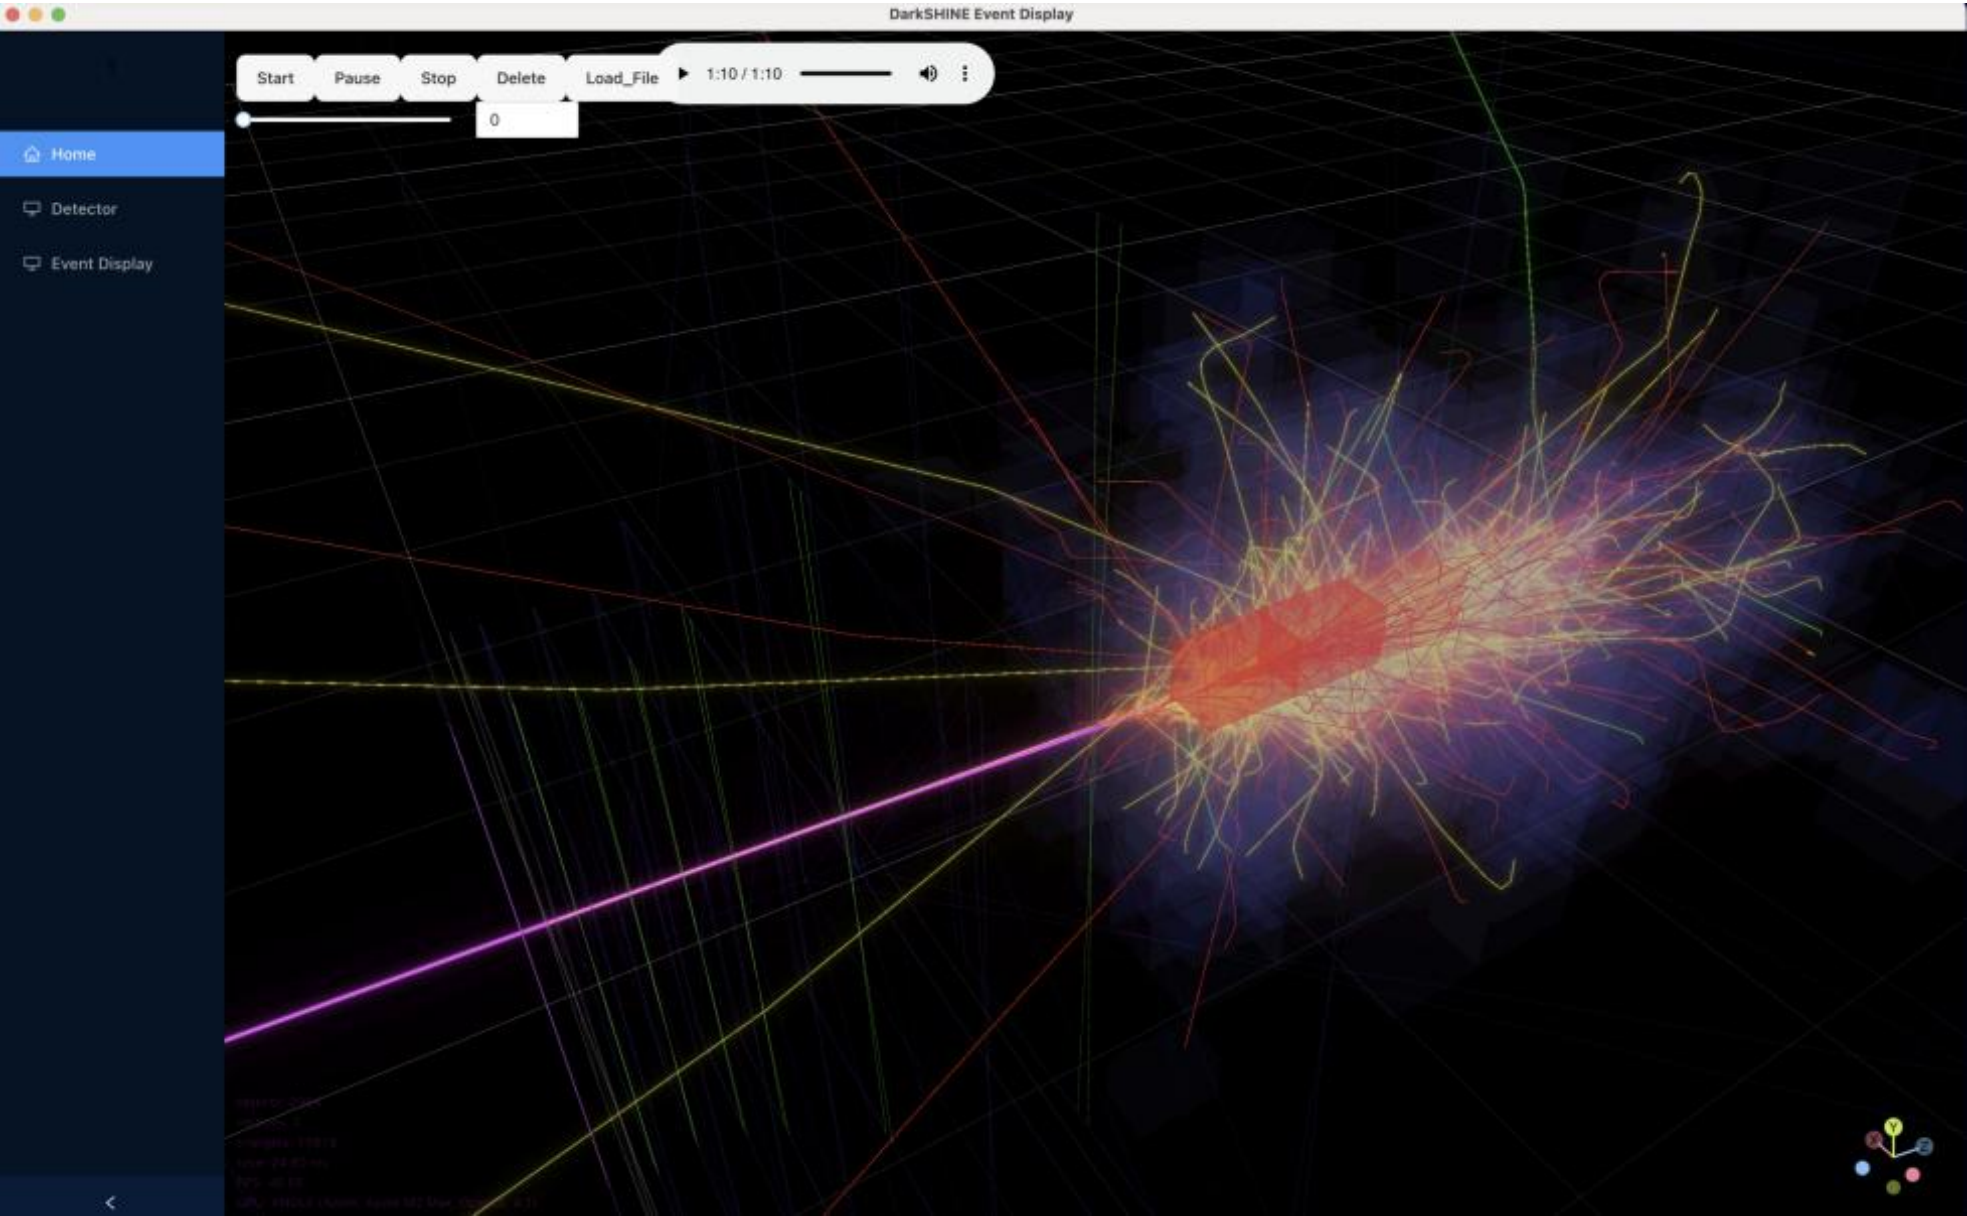 DarkSHINE Event Display
Start Pause Stop Delete Load_File 1:10 / 1:10
0
Home
Detector
Event Display
Y
X
Z